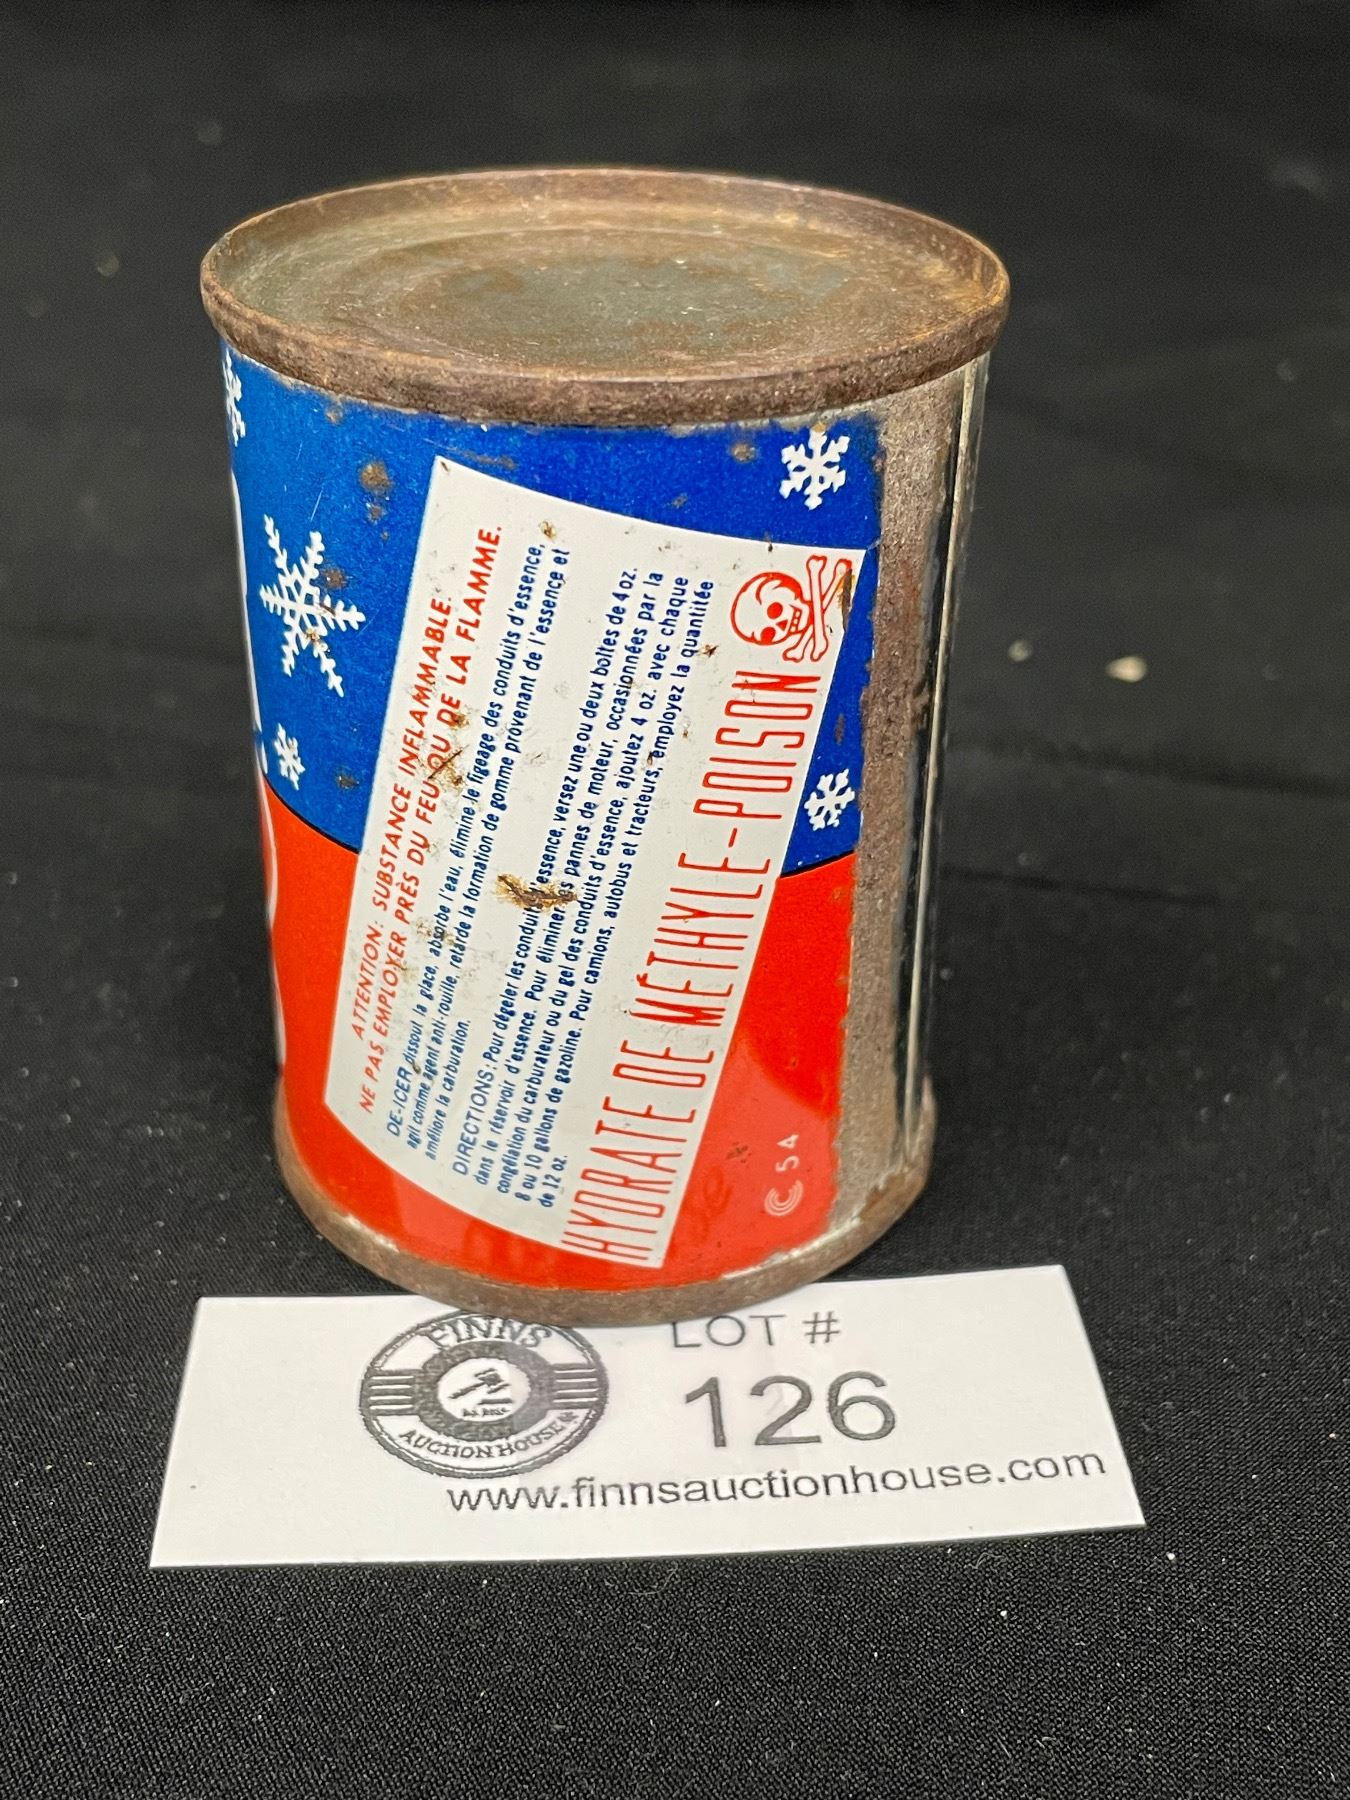 ATTENTION: SUBSTANCE INFLAMMABLE.
NE PAS EMPLOYER PRÈS DU FEU OU DE LA FLAMME.
DE-ICER dissout la glace, absorbe l'eau, élimine le figeage des conduits d'essence,
agit comme agent anti-rouille, retarde la formation de gomme provenant de l'essence et
améliore la carburation.
DIRECTIONS: Pour dégeler les conduits d'essence, versez une ou deux boîtes de 4 oz.
dans le réservoir d'essence. Pour éliminer les pannes de moteur, occasionnées par la
congélation du carburateur ou du gel des conduits d'essence, ajoutez 4 oz. avec chaque
8 ou 10 gallons de gazoline. Pour camions, autobus et tracteurs, employez la quantitée
de 12 oz.
HYDRATE DE MÉTHYLE-POISON
C 54
FINNS
AUCTION HOUSE
LOT #
126
www.finnsauctionhouse.com